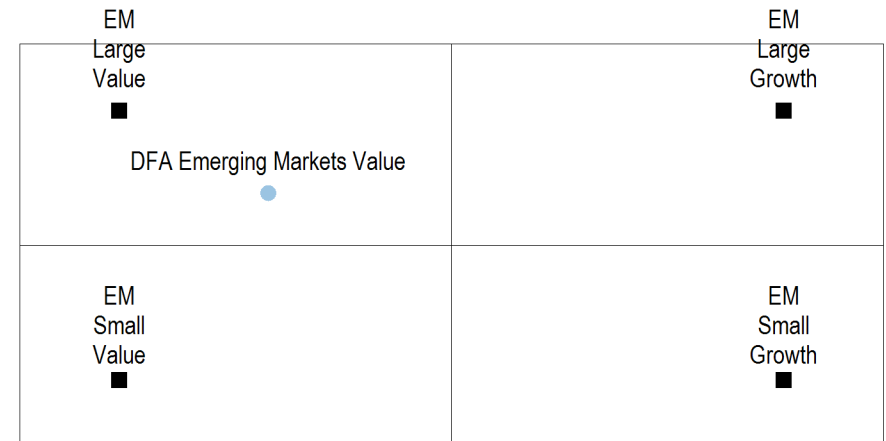 EM
Large
Value
EM
Large
Growth
DFA Emerging Markets Value
EM
Small
Value
EM
Small
Growth